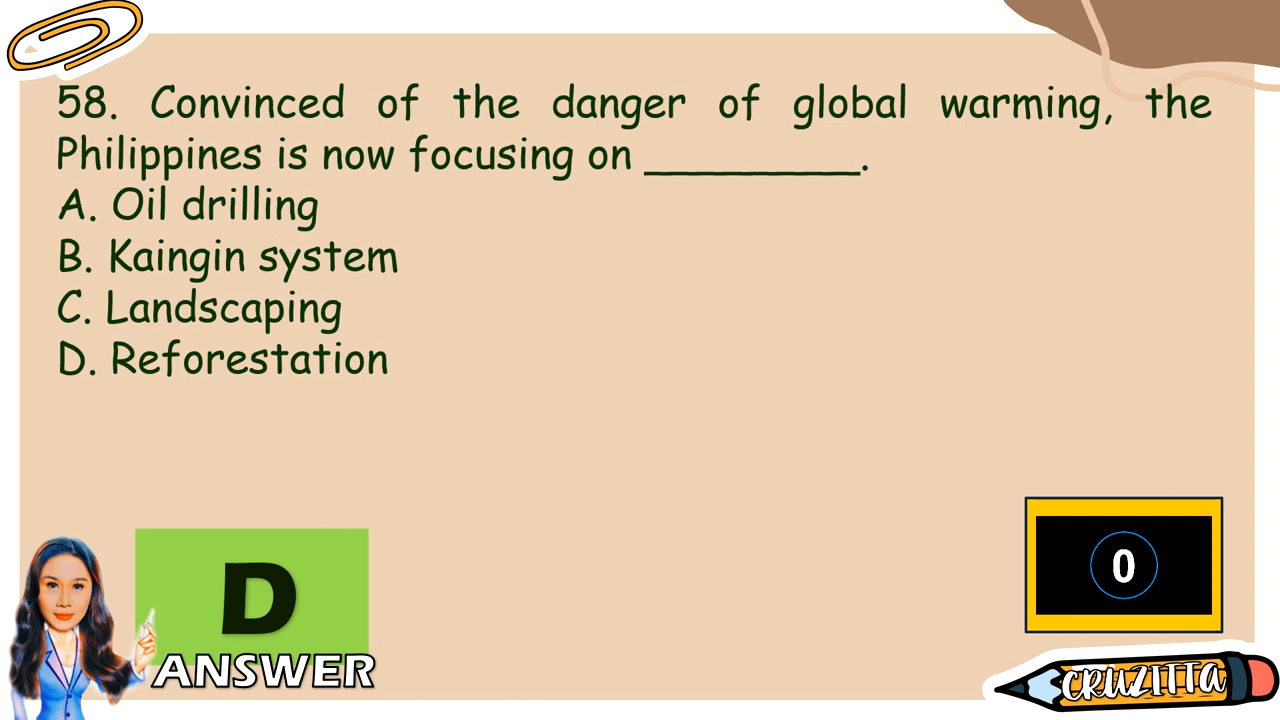 58. Convinced of the danger of global warming, the
Philippines is now focusing on __________.
A. Oil drilling
B. Kaingin system
C. Landscaping
D. Reforestation
D
ANSWER
0
CRUZITTA